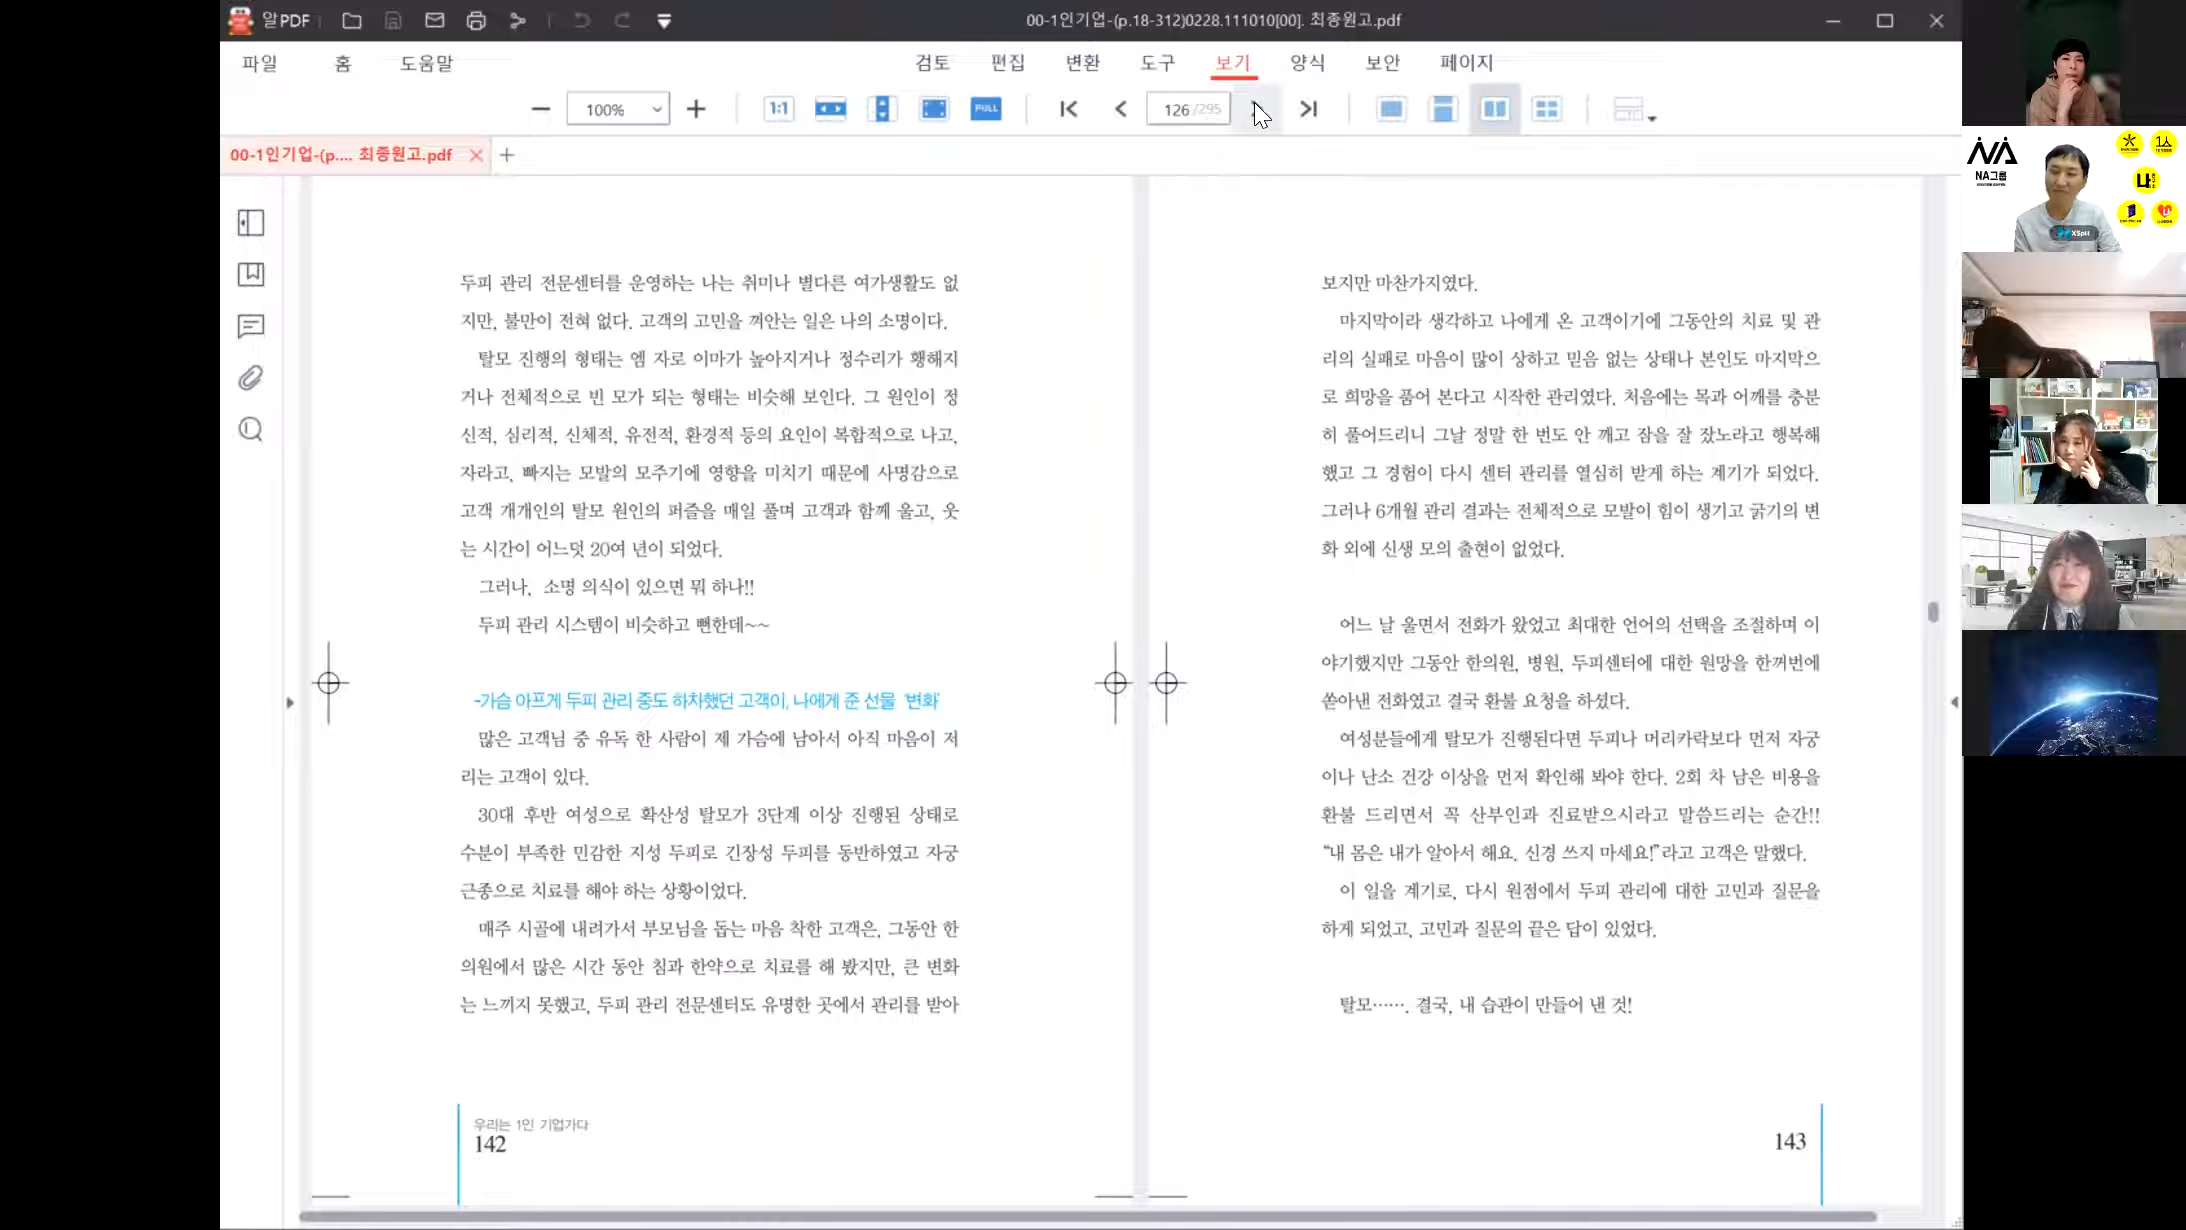 알PDF
00-1인기업-(p.18-312)0228.111010[00]. 최종원고.pdf
파일 홈 도움말 검토 편집 변환 도구 보기 양식 보안 페이지
100% 1:1 FULL 126 /295
00-1인기업-(p.... 최종원고.pdf
두피 관리 전문센터를 운영하는 나는 취미나 별다른 여가생활도 없
지만, 불만이 전혀 없다. 고객의 고민을 껴안는 일은 나의 소명이다.
탈모 진행의 형태는 엠 자로 이마가 높아지거나 정수리가 횅해지
거나 전체적으로 빈 모가 되는 형태는 비슷해 보인다. 그 원인이 정
신적, 심리적, 신체적, 유전적, 환경적 등의 요인이 복합적으로 나고,
자라고, 빠지는 모발의 모주기에 영향을 미치기 때문에 사명감으로
고객 개개인의 탈모 원인의 퍼즐을 매일 풀며 고객과 함께 울고, 웃
는 시간이 어느덧 20여 년이 되었다.
그러나, 소명 의식이 있으면 뭐 하나!!
두피 관리 시스템이 비슷하고 뻔한데~~
-가슴 아프게 두피 관리 중도 하차했던 고객이, 나에게 준 선물 '변화'
많은 고객님 중 유독 한 사람이 제 가슴에 남아서 아직 마음이 저
리는 고객이 있다.
30대 후반 여성으로 확산성 탈모가 3단계 이상 진행된 상태로
수분이 부족한 민감한 지성 두피로 긴장성 두피를 동반하였고 자궁
근종으로 치료를 해야 하는 상황이었다.
매주 시골에 내려가서 부모님을 돕는 마음 착한 고객은, 그동안 한
의원에서 많은 시간 동안 침과 한약으로 치료를 해 봤지만, 큰 변화
는 느끼지 못했고, 두피 관리 전문센터도 유명한 곳에서 관리를 받아
우리는 1인 기업가다
142
보지만 마찬가지였다.
마지막이라 생각하고 나에게 온 고객이기에 그동안의 치료 및 관
리의 실패로 마음이 많이 상하고 믿음 없는 상태나 본인도 마지막으
로 희망을 품어 본다고 시작한 관리였다. 처음에는 목과 어깨를 충분
히 풀어드리니 그날 정말 한 번도 안 깨고 잠을 잘 잤노라고 행복해
했고 그 경험이 다시 센터 관리를 열심히 받게 하는 계기가 되었다.
그러나 6개월 관리 결과는 전체적으로 모발이 힘이 생기고 굵기의 변
화 외에 신생 모의 출현이 없었다.
어느 날 울면서 전화가 왔었고 최대한 언어의 선택을 조절하며 이
야기했지만 그동안 한의원, 병원, 두피센터에 대한 원망을 한꺼번에
쏟아낸 전화였고 결국 환불 요청을 하셨다.
여성분들에게 탈모가 진행된다면 두피나 머리카락보다 먼저 자궁
이나 난소 건강 이상을 먼저 확인해 봐야 한다. 2회 차 남은 비용을
환불 드리면서 꼭 산부인과 진료받으시라고 말씀드리는 순간!!
“내 몸은 내가 알아서 해요. 신경 쓰지 마세요!”라고 고객은 말했다.
이 일을 계기로, 다시 원점에서 두피 관리에 대한 고민과 질문을
하게 되었고, 고민과 질문의 끝은 답이 있었다.
탈모……. 결국, 내 습관이 만들어 낸 것!
143
NA그룹
1人
XSplit